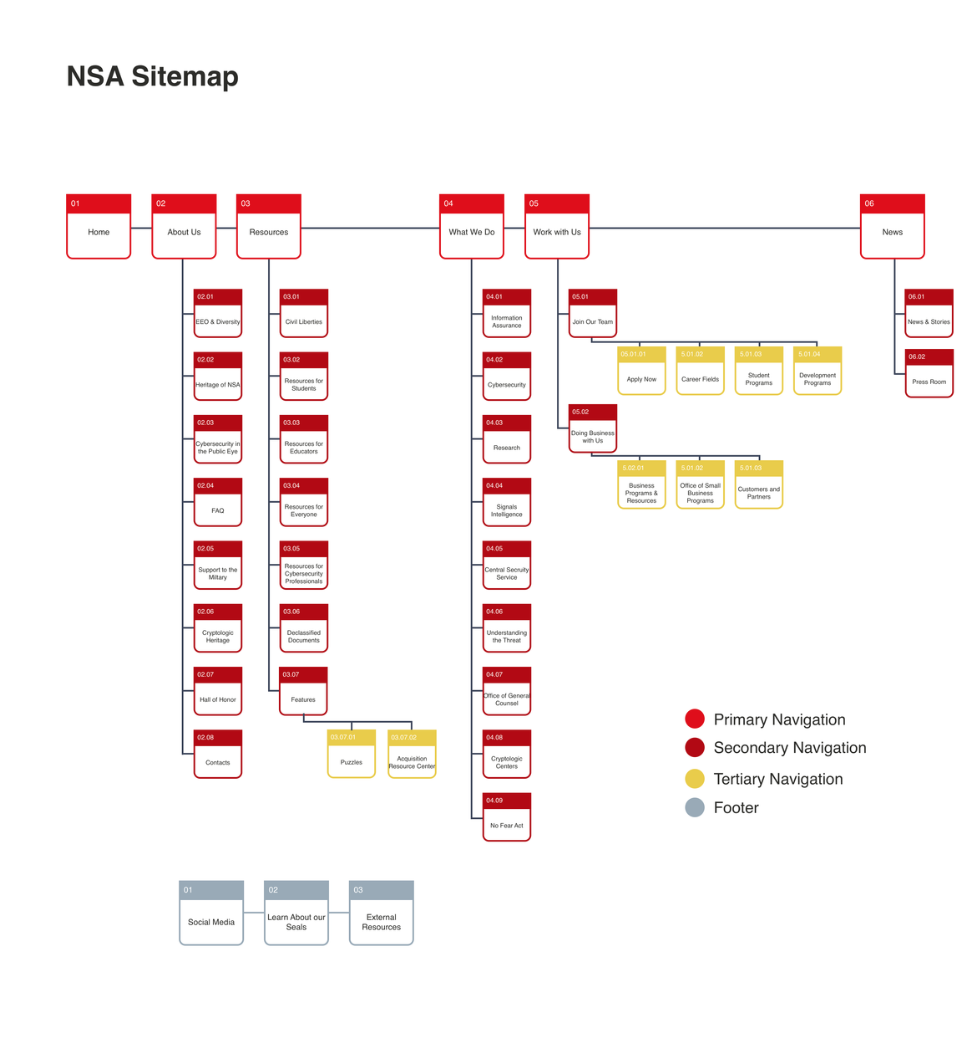 NSA Sitemap
01
Home
02
About Us
03
Resources
04
What We Do
05
Work with Us
06
News
02.01
EEO & Diversity
02.02
Heritage of NSA
02.03
Cybersecurity in
the Public Eye
02.04
FAQ
02.05
Support to the
Miltary
02.06
Cryptologic
Heritage
02.07
Hall of Honor
02.08
Contacts
03.01
Civil Liberties
03.02
Resources for
Students
03.03
Resources for
Educators
03.04
Resources for
Everyone
03.05
Resources for
Cybersecurity
Professionals
03.06
Declassified
Documents
03.07
Features
03.07.01
Puzzles
03.07.02
Acquisition
Resource Center
04.01
Information
Assurance
04.02
Cybersecurity
04.03
Research
04.04
Signals
Intelligence
04.05
Central Secruity
Service
04.06
Understanding
the Threat
04.07
Office of General
Counsel
04.08
Cryptologic
Centers
04.09
No Fear Act
05.01
Join Our Team
05.01.01
Apply Now
5.01.02
Career Fields
5.01.03
Student
Programs
5.01.04
Development
Programs
05.02
Doing Business
with Us
5.02.01
Business
Programs &
Resources
5.01.02
Office of Small
Business
Programs
5.01.03
Customers and
Partners
06.01
News & Stories
06.02
Press Room
Primary Navigation
Secondary Navigation
Tertiary Navigation
Footer
01
Social Media
02
Learn About our
Seals
03
External
Resources